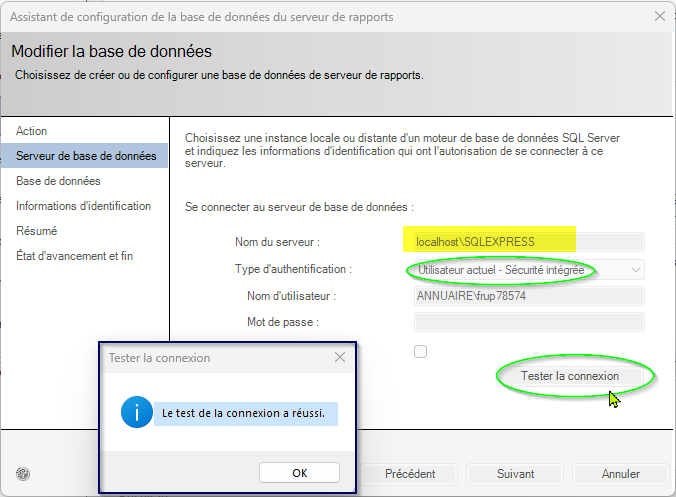 Assistant de configuration de la base de données du serveur de rapports
Modifier la base de données
Choisissez de créer ou de configurer une base de données de serveur de rapports.
Action
Serveur de base de données
Base de données
Informations d'identification
Résumé
État d'avancement et fin
Choisissez une instance locale ou distante d'un moteur de base de données SQL Server
et indiquez les informations d'identification qui ont l'autorisation de se connecter à ce
serveur.
Se connecter au serveur de base de données :
Nom du serveur : localhost\SQLEXPRESS
Type d'authentification : Utilisateur actuel - Sécurité intégrée
Nom d'utilisateur : ANNUAIRE\frup78574
Mot de passe :
Tester la connexion
Tester la connexion
Le test de la connexion a réussi.
OK
Précédent
Suivant
Annuler